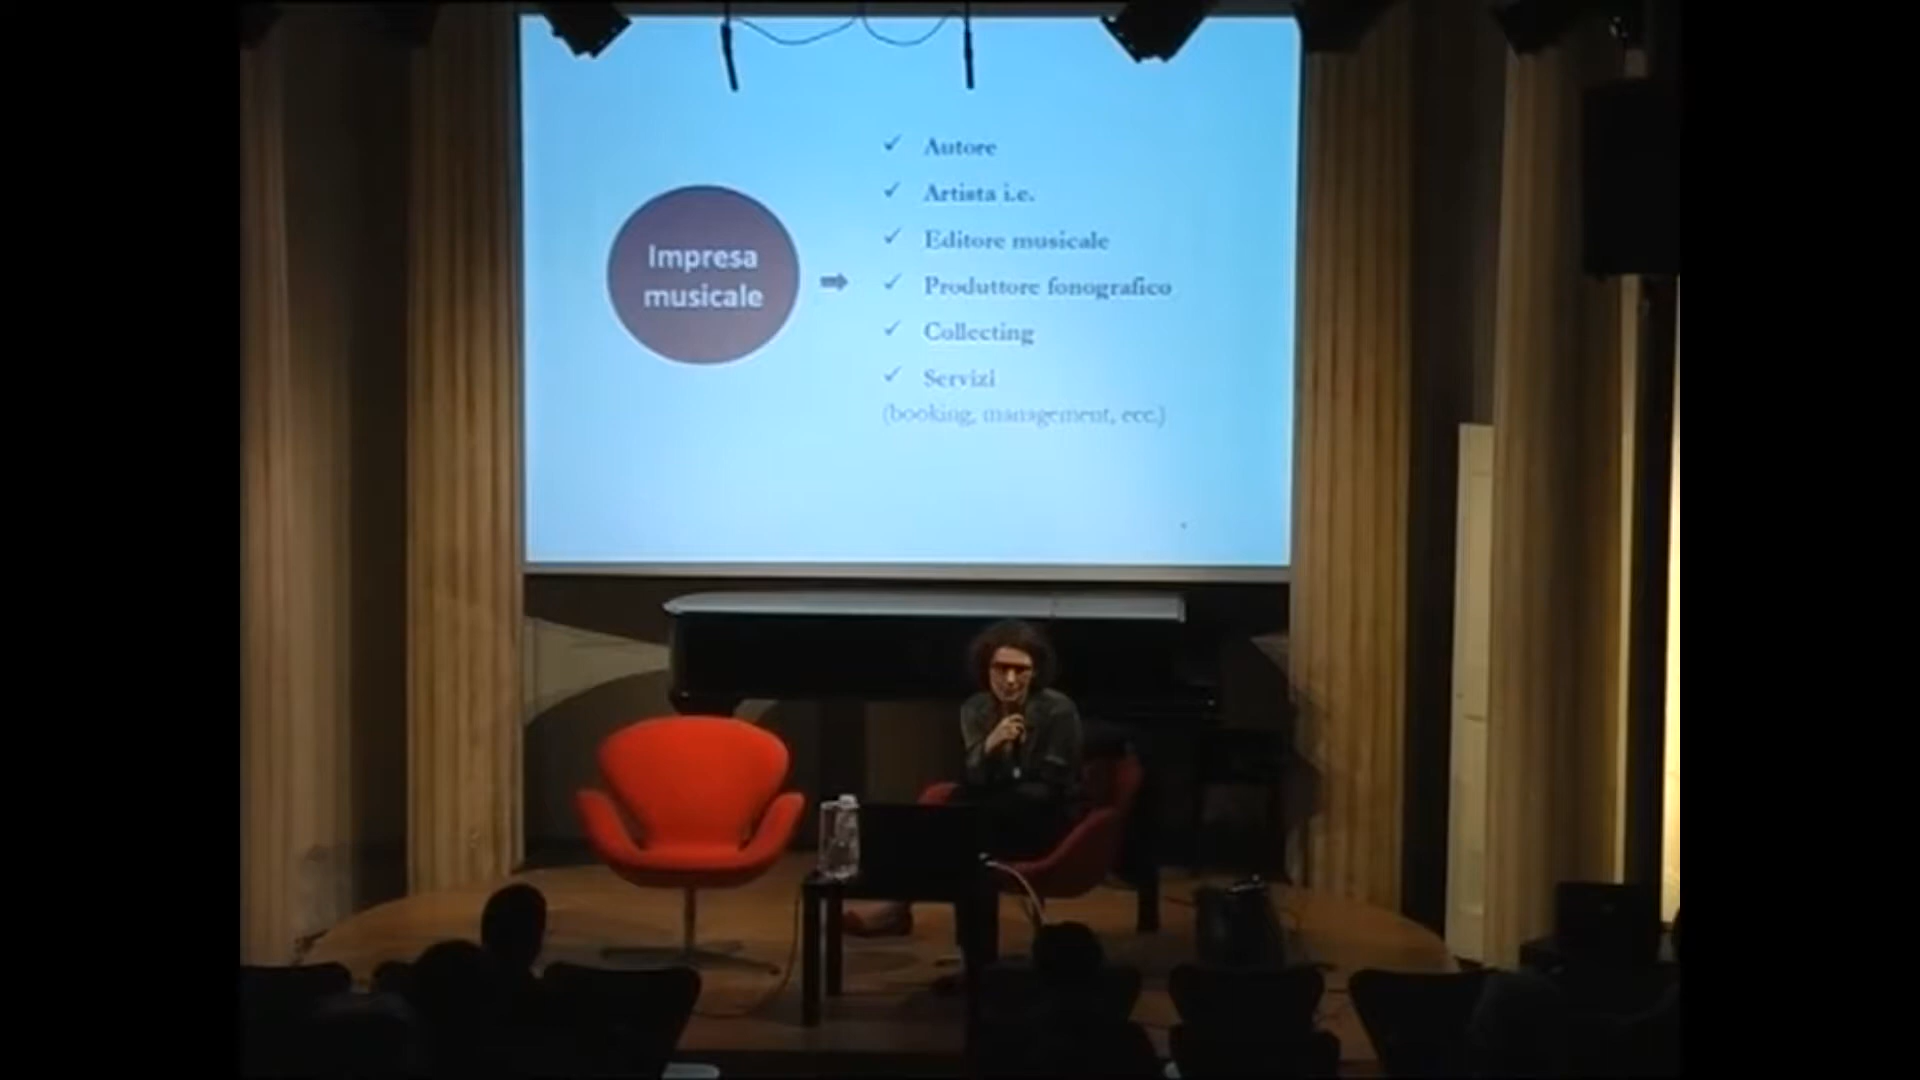 Impresa
musicale
Autore
Artista i.e.
Editore musicale
Produttore fonografico
Collecting
Servizi
(booking, management, ecc.)